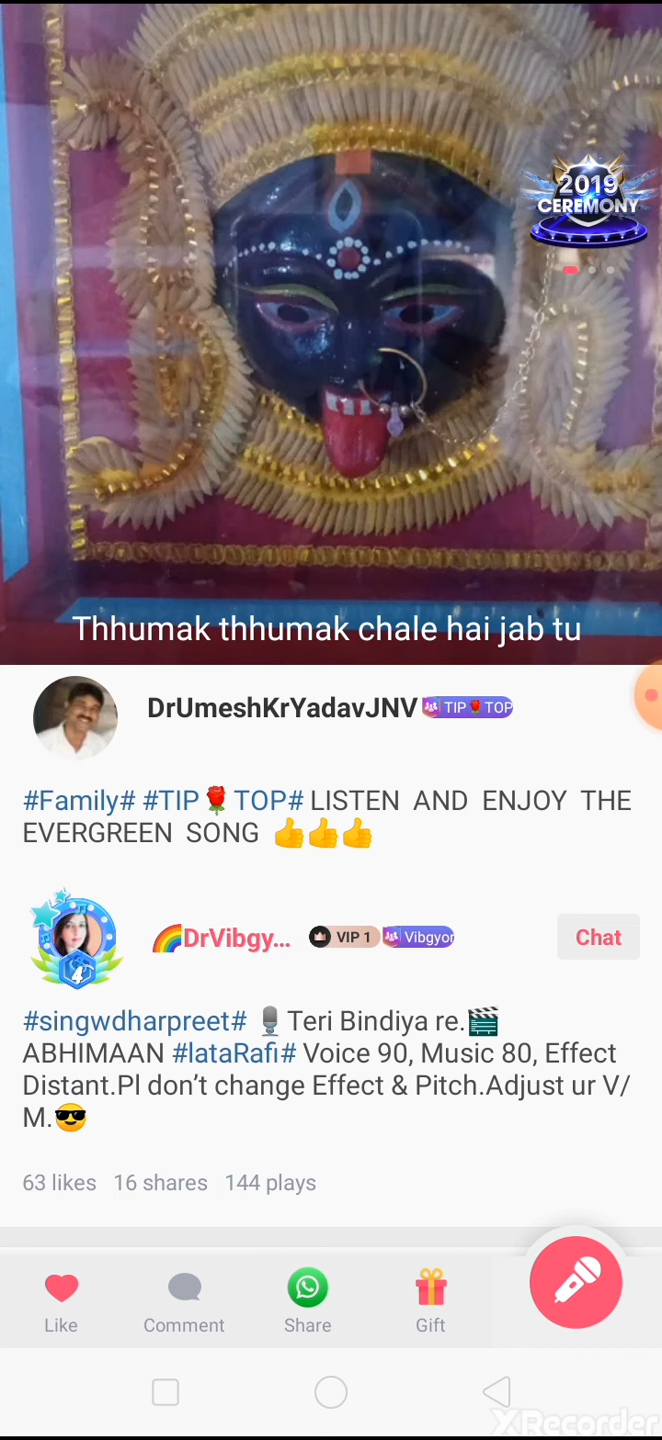 2019
CEREMONY
Thhumak thhumak chale hai jab tu
DrUmeshKrYadavJNV TIP🌹TOP
#Family# #TIP🌹TOP# LISTEN AND ENJOY THE
EVERGREEN SONG 👍👍👍
🌈DrVibgy... VIP 1 Vibgyor Chat
4
#singwdharpreet# 🎙️Teri Bindiya re.🎬
ABHIMAAN #lataRafi# Voice 90, Music 80, Effect
Distant.Pl don’t change Effect & Pitch.Adjust ur V/
M.😎
63 likes 16 shares 144 plays
Like Comment Share Gift
XRecorder